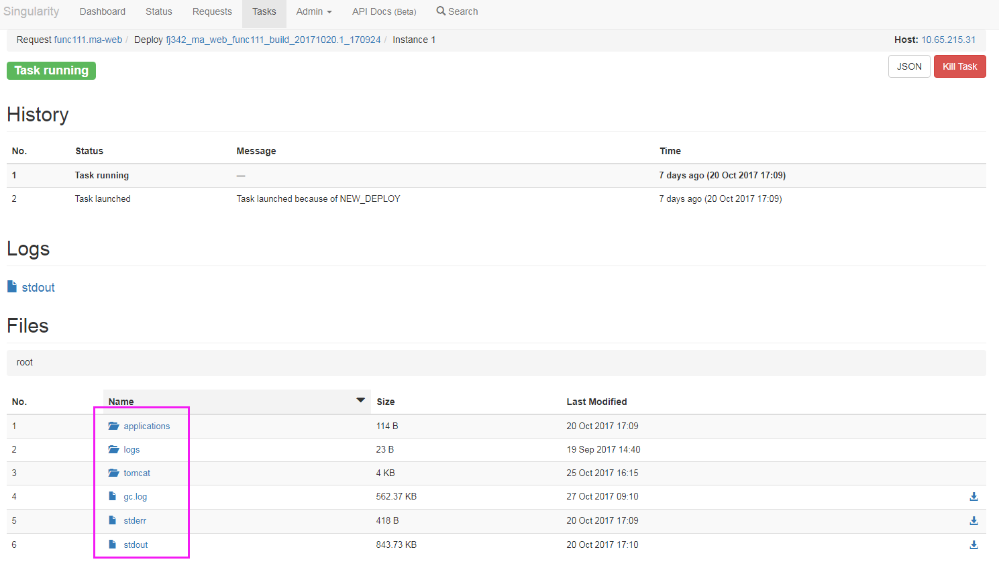 Singularity Dashboard Status Requests Tasks Admin API Docs (Beta) Search
Request func111.ma-web / Deploy fj342_ma_web_func111_build_20171020.1_170924 / Instance 1 Host: 10.65.215.31
Task running JSON Kill Task
History
No. Status Message Time
1 Task running — 7 days ago (20 Oct 2017 17:09)
2 Task launched Task launched because of NEW_DEPLOY 7 days ago (20 Oct 2017 17:09)
Logs
stdout
Files
root
No. Name Size Last Modified
1 applications 114 B 20 Oct 2017 17:09
2 logs 23 B 19 Sep 2017 14:40
3 tomcat 4 KB 25 Oct 2017 16:15
4 gc.log 562.37 KB 27 Oct 2017 09:10
5 stderr 418 B 20 Oct 2017 17:09
6 stdout 843.73 KB 20 Oct 2017 17:10